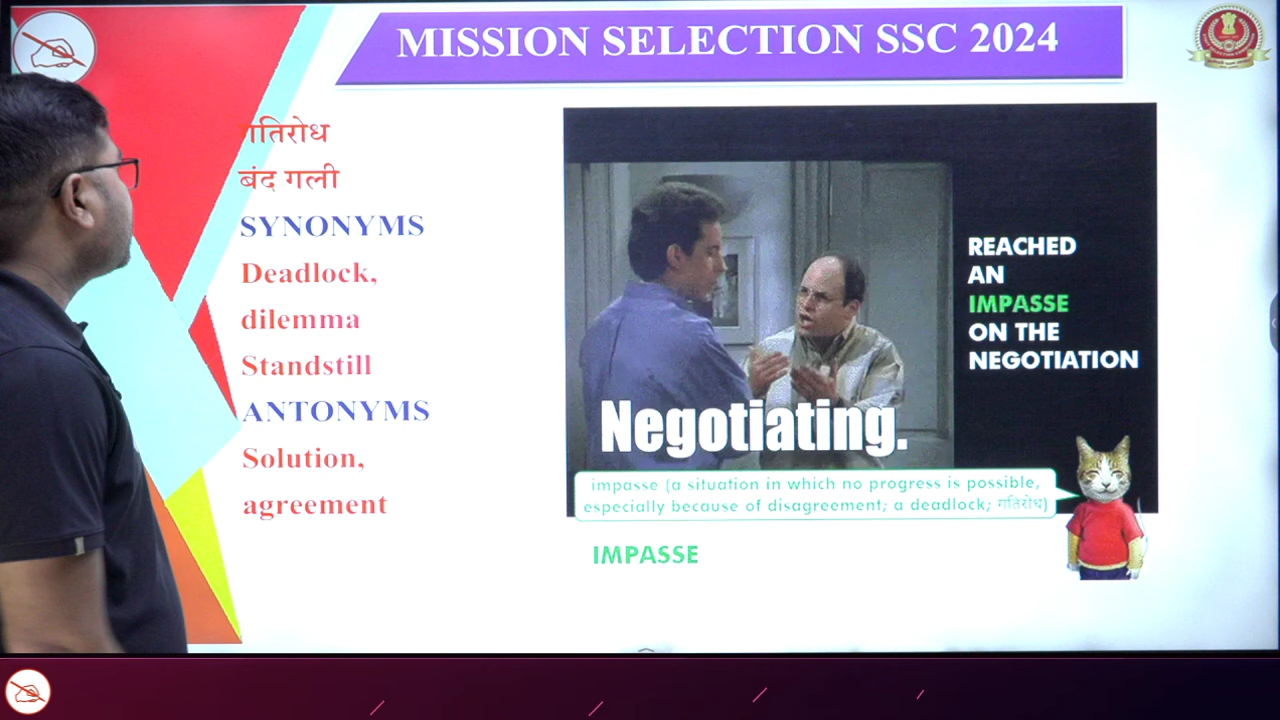 MISSION SELECTION SSC 2024
गतिरोध
बंद गली
SYNONYMS
Deadlock,
dilemma
Standstill
ANTONYMS
Solution,
agreement
REACHED
AN
IMPASSE
ON THE
NEGOTIATION
Negotiating.
impasse (a situation in which no progress is possible,
especially because of disagreement; a deadlock; गतिरोध)
IMPASSE